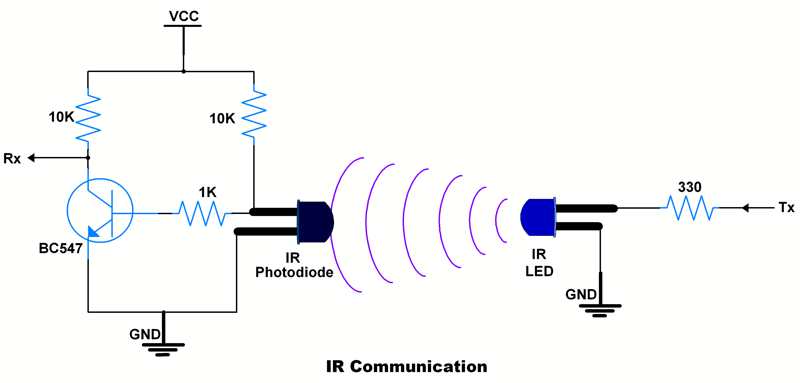 VCC
10K
10K
Rx
1K
330
Tx
BC547
IR
Photodiode
IR
LED
GND
GND
IR Communication